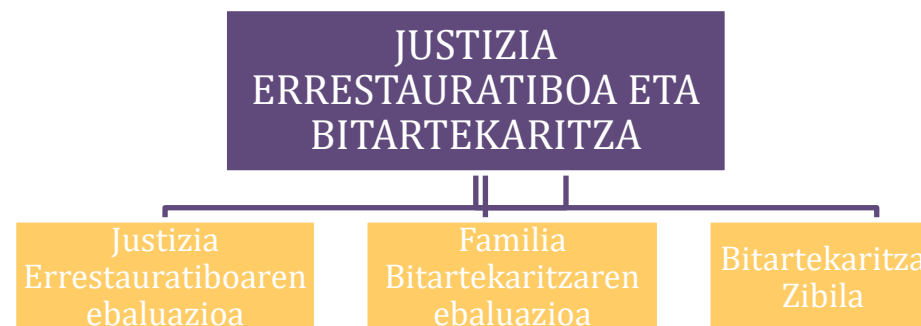 JUSTIZIA
ERRESTAURATIBOA ETA
BITARTEKARITZA
Justizia
Errestauratiboaren
ebaluazioa
Familia
Bitartekaritzaren
ebaluazioa
Bitartekaritza
Zibila